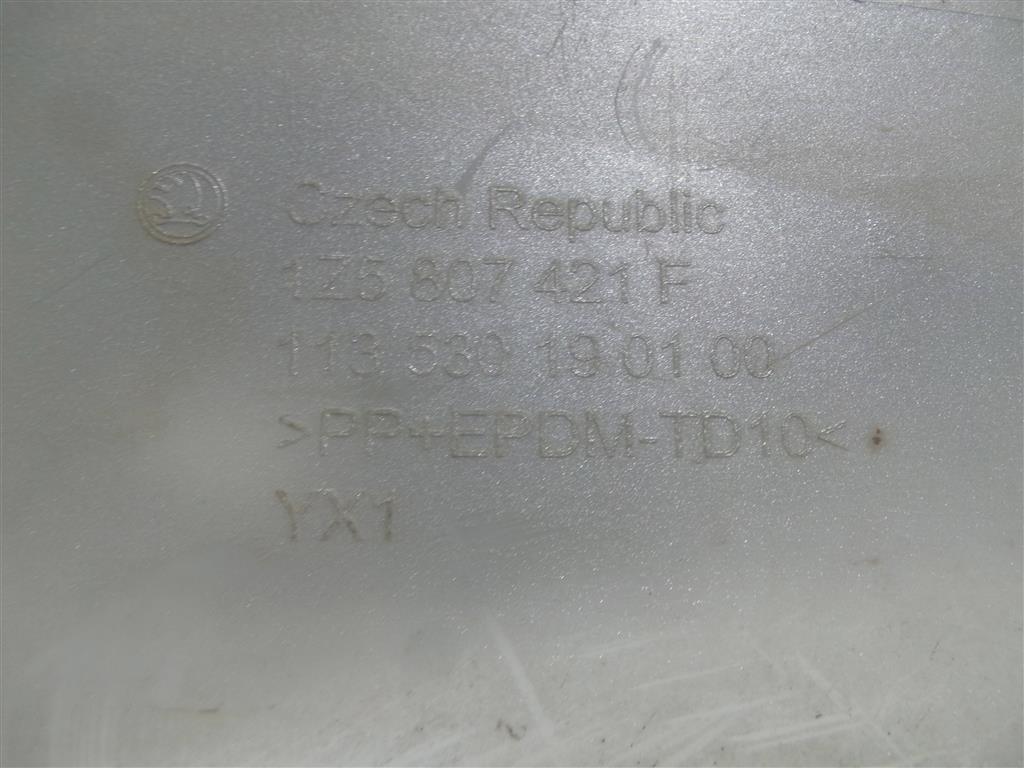 Czech Republic
1Z5 807 421 F
113 530 19 01 00
>PP+EPDM-TD10<
YX1